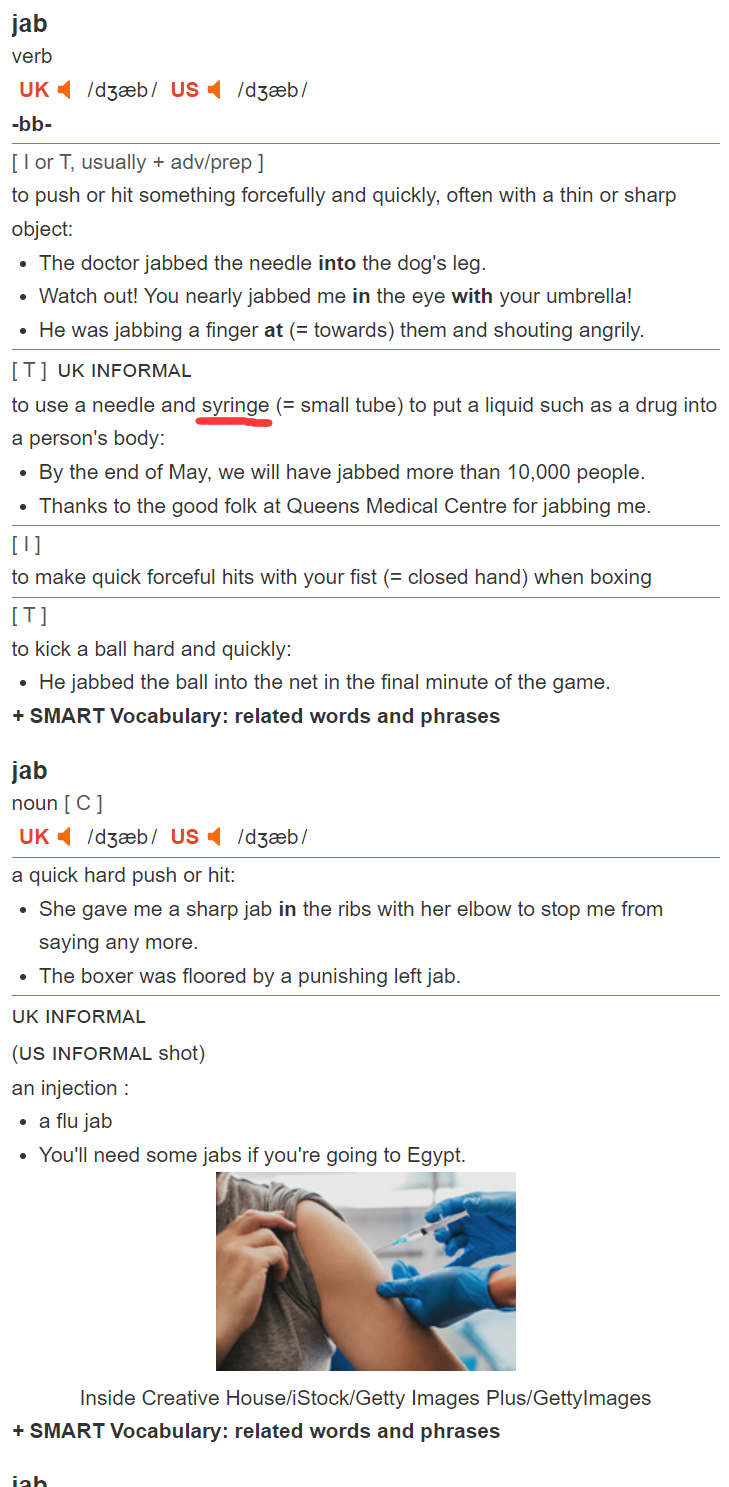 jab
verb
UK /dʒæb/ US /dʒæb/
-bb-
[ I or T, usually + adv/prep ]
to push or hit something forcefully and quickly, often with a thin or sharp
object:
• The doctor jabbed the needle into the dog's leg.
• Watch out! You nearly jabbed me in the eye with your umbrella!
• He was jabbing a finger at (= towards) them and shouting angrily.
[ T ] UK INFORMAL
to use a needle and syringe (= small tube) to put a liquid such as a drug into
a person's body:
• By the end of May, we will have jabbed more than 10,000 people.
• Thanks to the good folk at Queens Medical Centre for jabbing me.
[ I ]
to make quick forceful hits with your fist (= closed hand) when boxing
[ T ]
to kick a ball hard and quickly:
• He jabbed the ball into the net in the final minute of the game.
+ SMART Vocabulary: related words and phrases
jab
noun [ C ]
UK /dʒæb/ US /dʒæb/
a quick hard push or hit:
• She gave me a sharp jab in the ribs with her elbow to stop me from
saying any more.
• The boxer was floored by a punishing left jab.
UK INFORMAL
(US INFORMAL shot)
an injection :
• a flu jab
• You'll need some jabs if you're going to Egypt.
Inside Creative House/iStock/Getty Images Plus/GettyImages
+ SMART Vocabulary: related words and phrases
jab